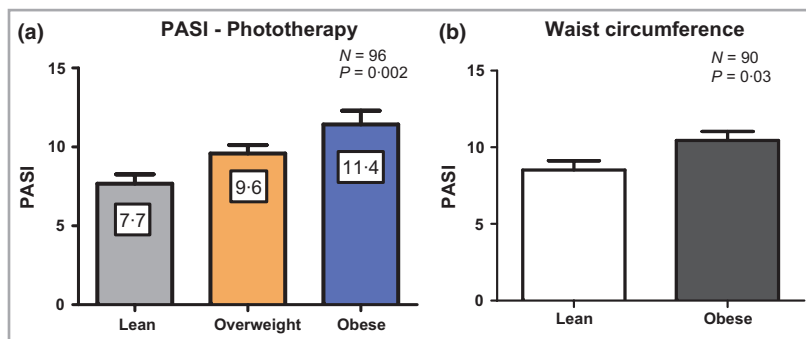 (a)
PASI - Phototherapy
N = 96
P = 0·002
PASI
15
10
5
0
7·7
9·6
11·4
Lean
Overweight
Obese
(b)
Waist circumference
N = 90
P = 0·03
PASI
15
10
5
0
Lean
Obese